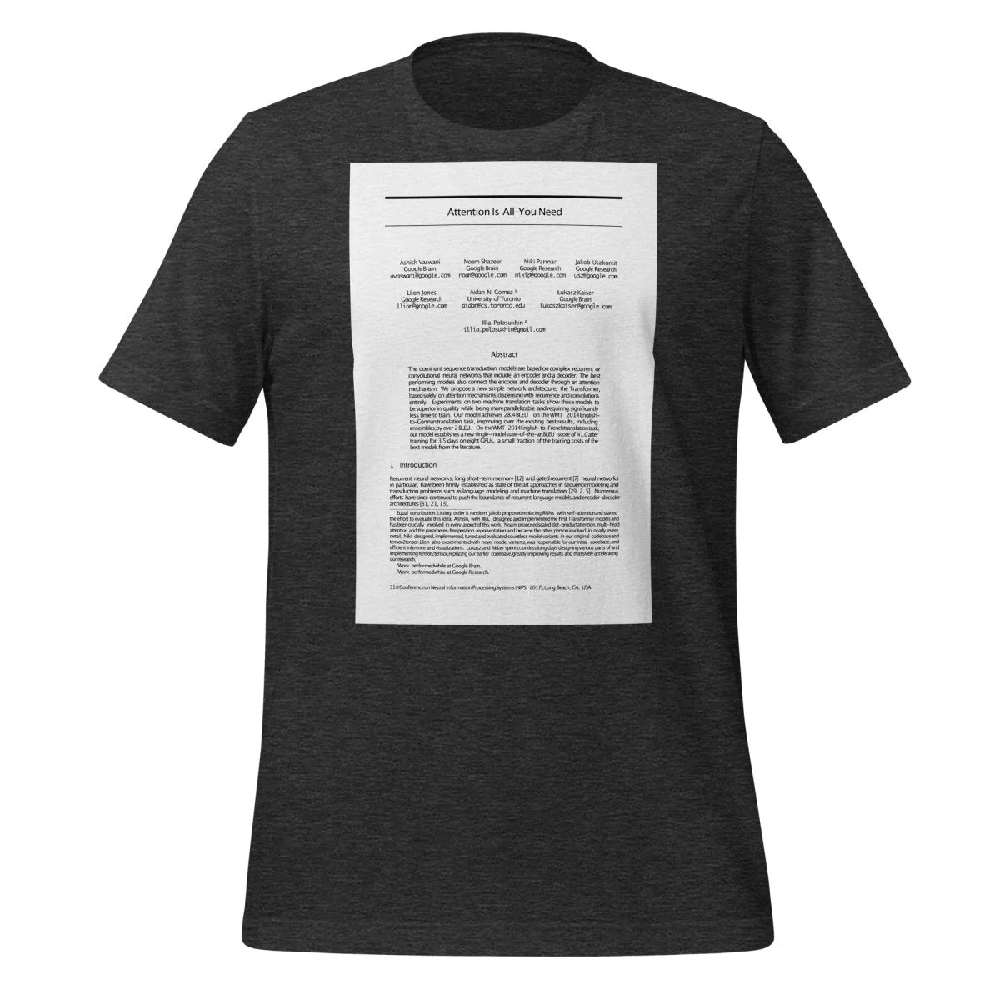 Attention Is All You Need
Ashish Vaswani Noam Shazeer Niki Parmar Jakob Uszkoreit
Google Brain Google Brain Google Research Google Research
avaswani@google.com noam@google.com nikip@google.com usz@google.com
Llion Jones Aidan N. Gomez ¹ Łukasz Kaiser
Google Research University of Toronto Google Brain
llion@google.com aidan@cs.toronto.edu lukaszkaiser@google.com
Illia Polosukhin ²
illia.polosukhin@gmail.com
Abstract
The dominant sequence transduction models are based on complex recurrent or
convolutional neural networks that include an encoder and a decoder. The best
performing models also connect the encoder and decoder through an attention
mechanism. We propose a new simple network architecture, the Transformer,
based solely on attention mechanisms, dispensing with recurrence and convolutions
entirely. Experiments on two machine translation tasks show these models to
be superior in quality while being more parallelizable and requiring significantly
less time to train. Our model achieves 28.4 BLEU on the WMT 2014 English-
to-German translation task, improving over the existing best results, including
ensembles, by over 2 BLEU. On the WMT 2014 English-to-French translation task,
our model establishes a new single-model state-of-the-art BLEU score of 41.0 after
training for 3.5 days on eight GPUs, a small fraction of the training costs of the
best models from the literature.
1 Introduction
Recurrent neural networks, long short-term memory [12] and gated recurrent [7] neural networks
in particular, have been firmly established as state of the art approaches in sequence modeling and
transduction problems such as language modeling and machine translation [29, 2, 5]. Numerous
efforts have since continued to push the boundaries of recurrent language models and encoder-decoder
architectures [31, 21, 13].
Equal contribution. Listing order is random. Jakob proposed replacing RNNs with self-attention and started
the effort to evaluate this idea. Ashish, with Illia, designed and implemented the first Transformer models and
has been crucially involved in every aspect of this work. Noam proposed scaled dot-product attention, multi-head
attention and the parameter-free position representation and became the other person involved in nearly every
detail. Niki designed, implemented, tuned and evaluated countless model variants in our original codebase and
tensor2tensor. Llion also experimented with novel model variants, was responsible for our initial codebase, and
efficient inference and visualizations. Lukasz and Aidan spent countless long days designing various parts of and
implementing tensor2tensor, replacing our earlier codebase, greatly improving results and massively accelerating
our research.
¹Work performed while at Google Brain.
²Work performed while at Google Research.
31st Conference on Neural Information Processing Systems (NIPS 2017), Long Beach, CA, USA.